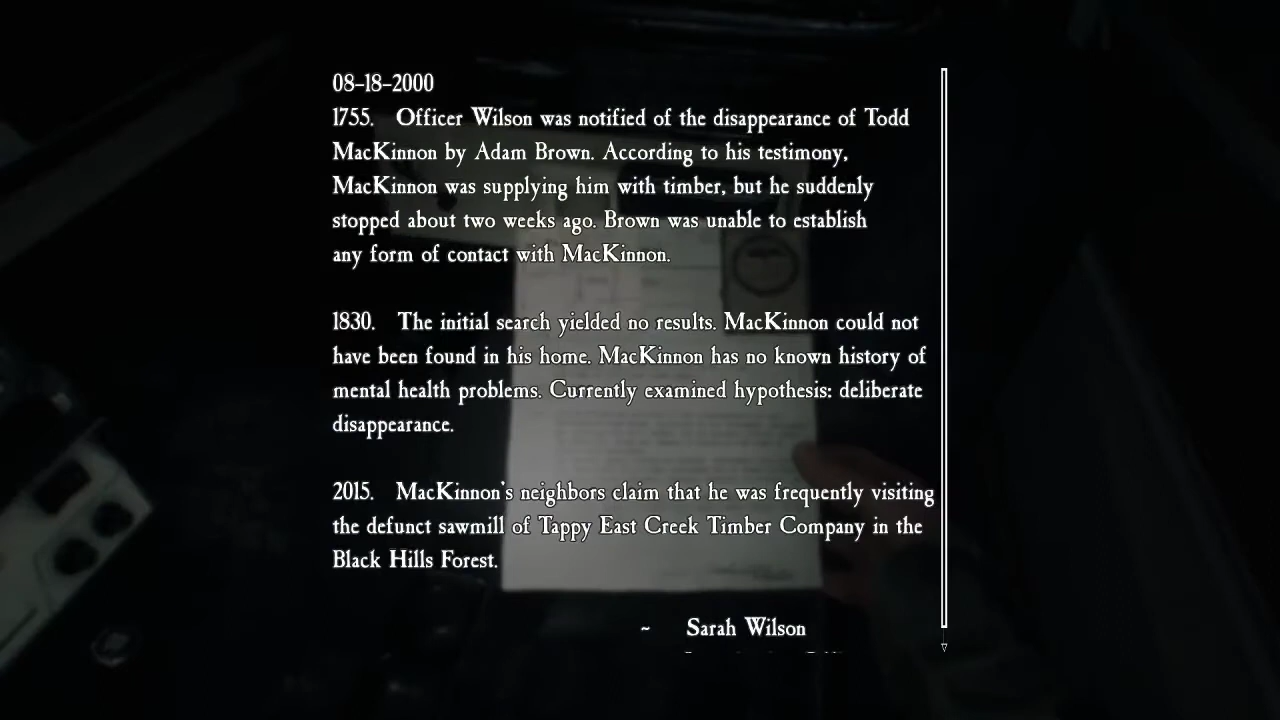 08-18-2000
1755. Officer Wilson was notified of the disappearance of Todd
MacKinnon by Adam Brown. According to his testimony,
MacKinnon was supplying him with timber, but he suddenly
stopped about two weeks ago. Brown was unable to establish
any form of contact with MacKinnon.
1830. The initial search yielded no results. MacKinnon could not
have been found in his home. MacKinnon has no known history of
mental health problems. Currently examined hypothesis: deliberate
disappearance.
2015. MacKinnon's neighbors claim that he was frequently visiting
the defunct sawmill of Tappy East Creek Timber Company in the
Black Hills Forest.
~ Sarah Wilson